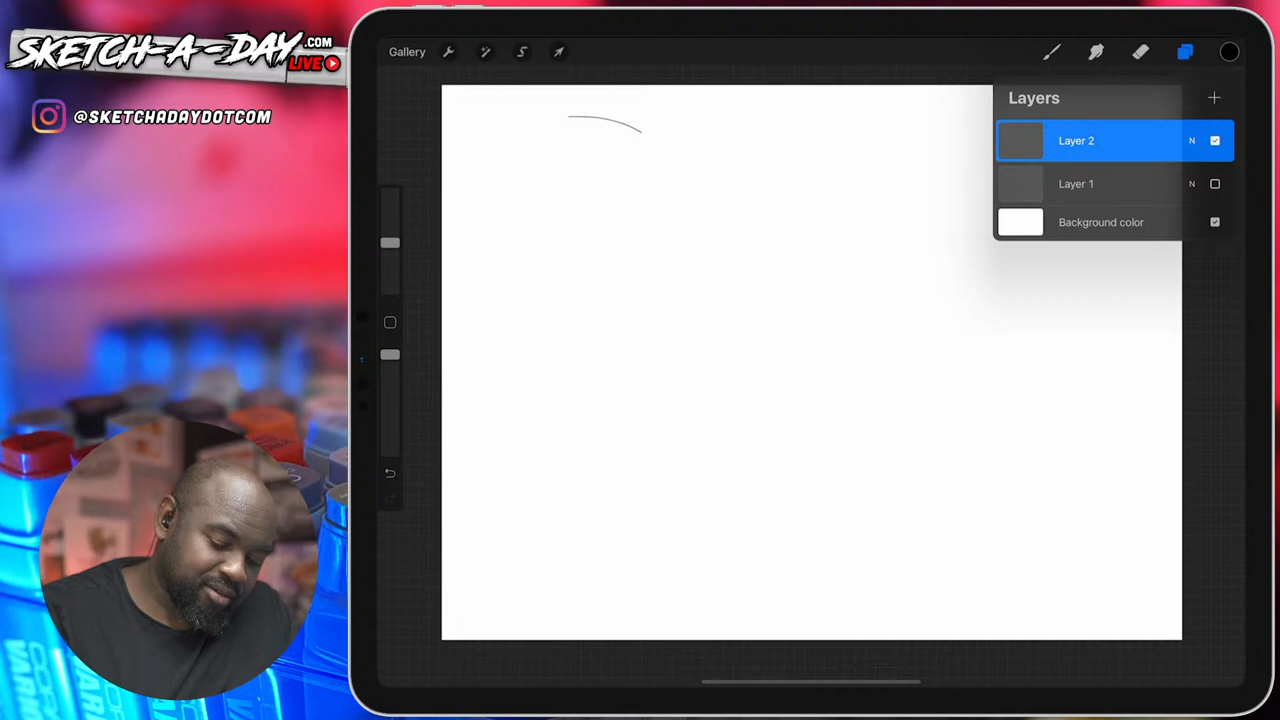 SKETCH-A-DAY.COM
LIVE
@SKETCHADAYDOTCOM
Gallery
Layers
Layer 2
N
Layer 1
N
Background color